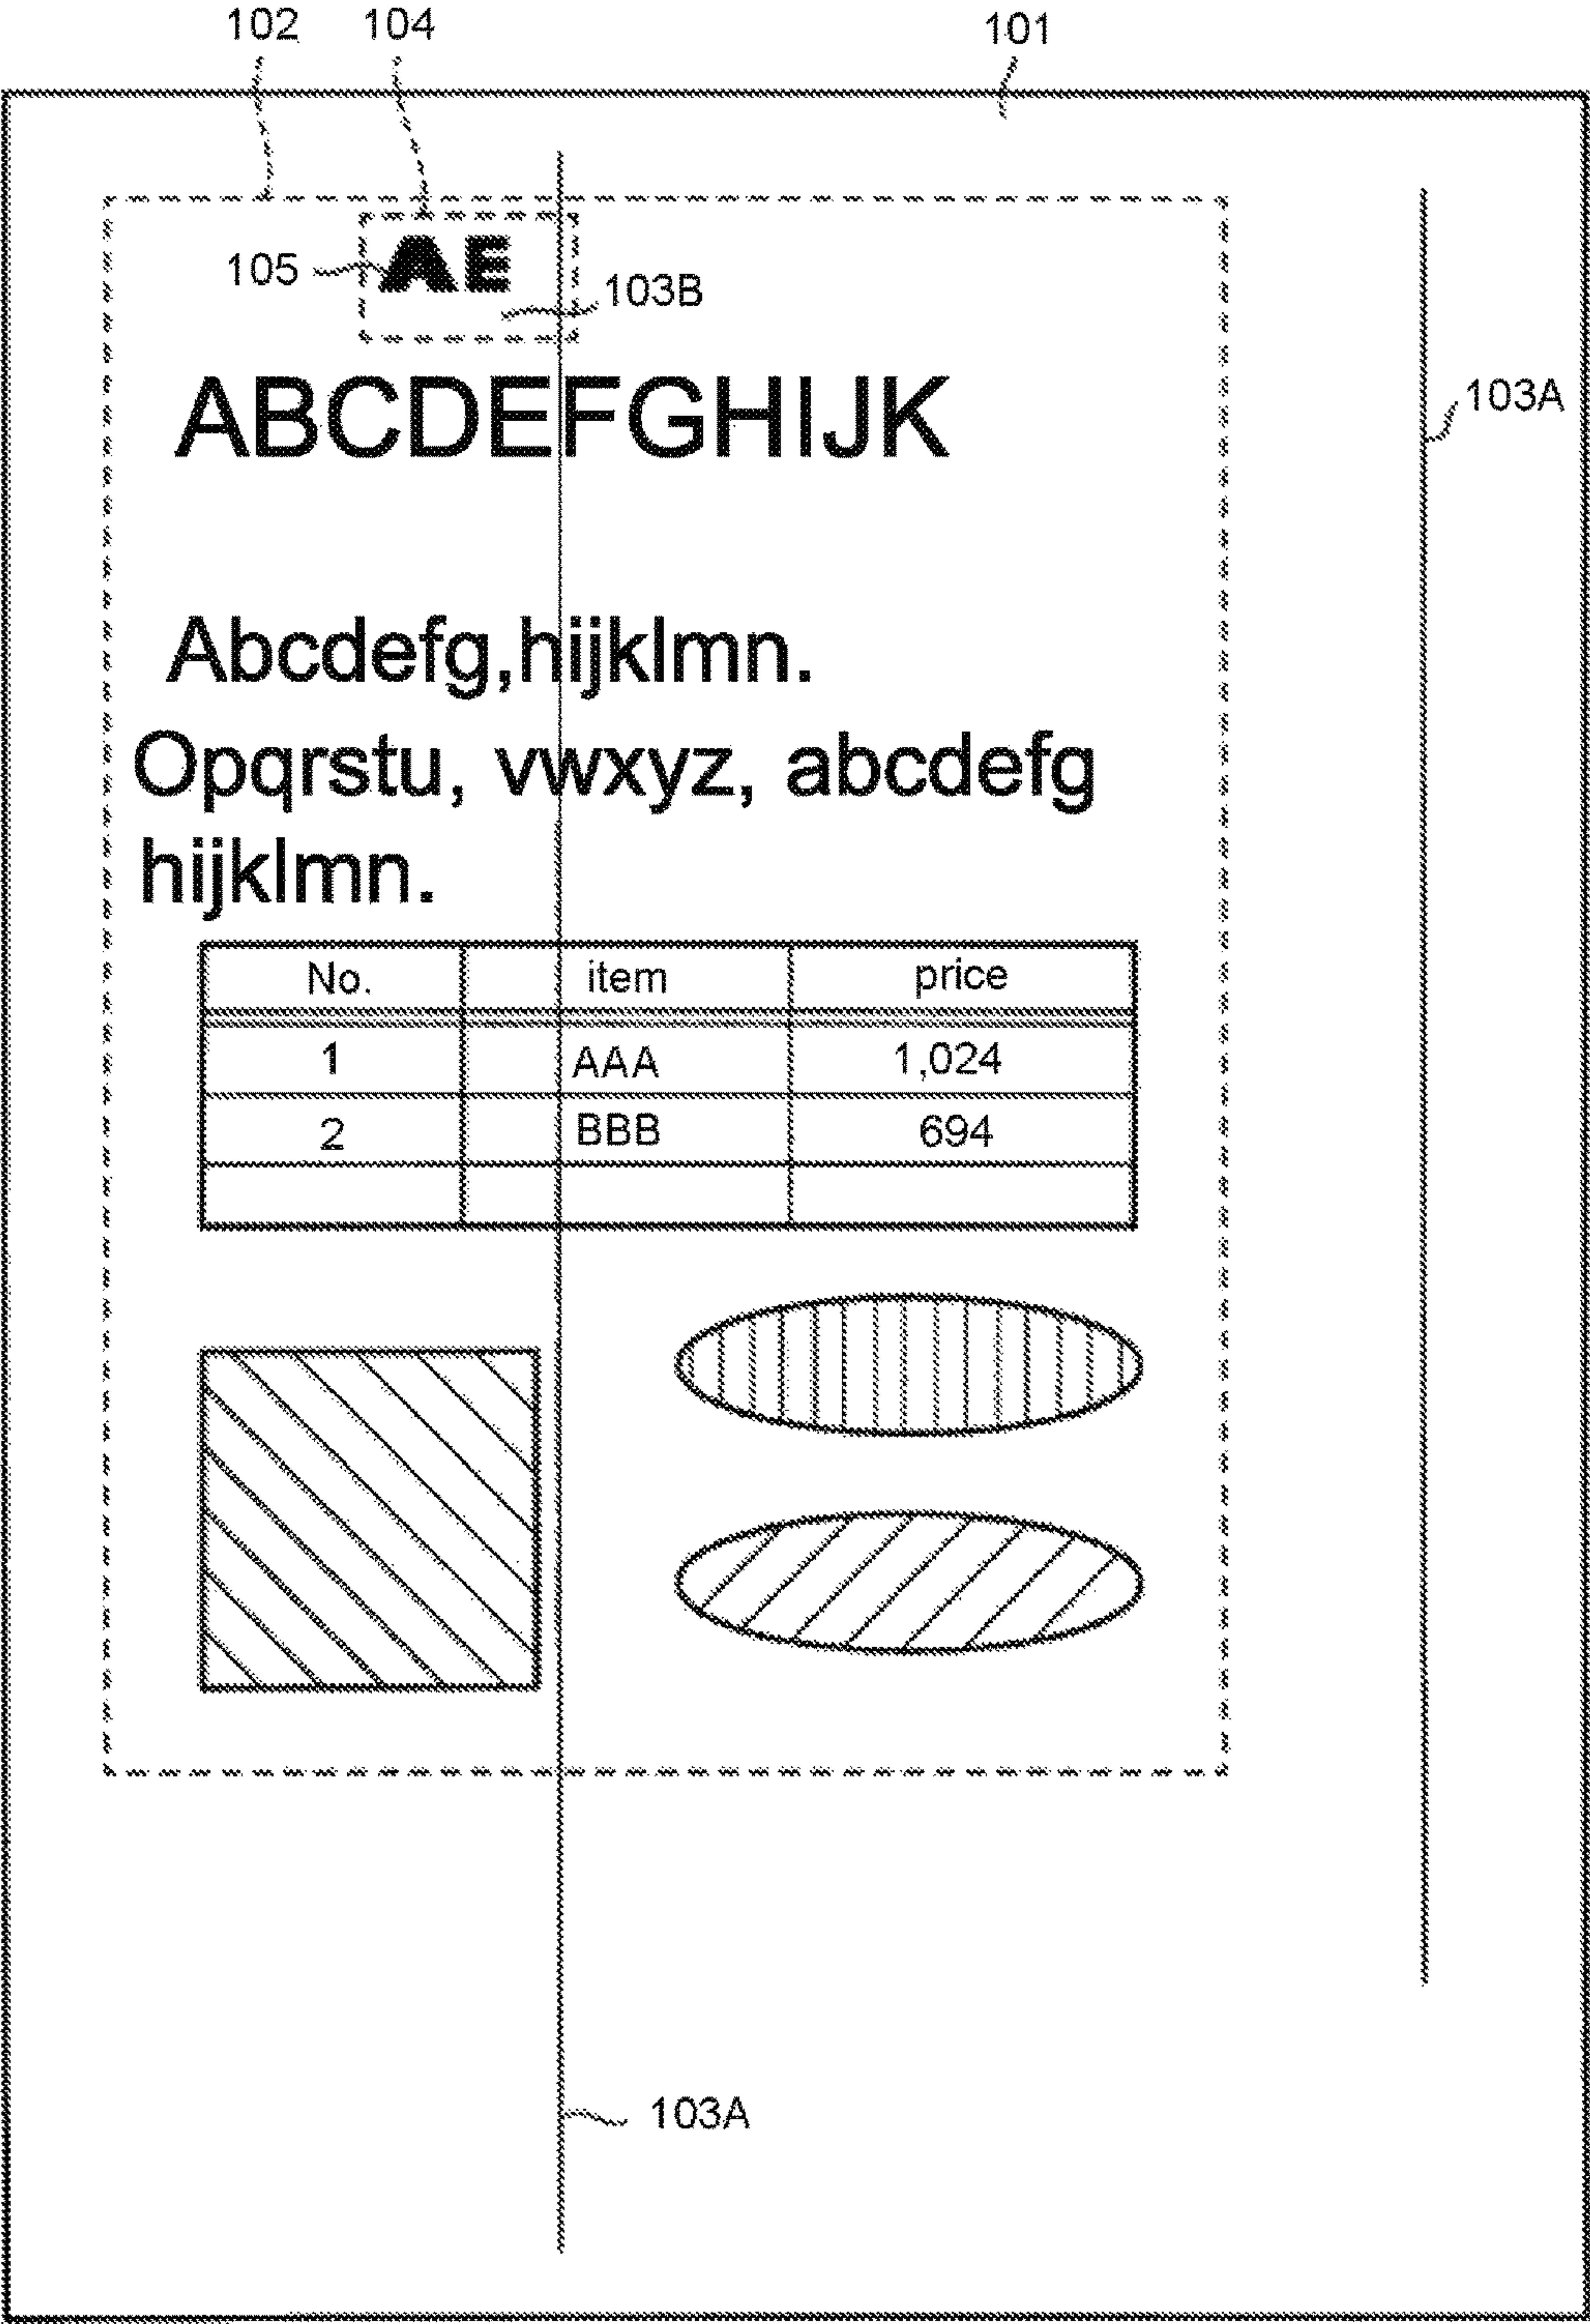 102 104 101
AE
105
103B
ABCDEFGHIJK
103A
Abcdefg,hijklmn.
Opqrstu, vwxyz, abcdefg
hijklmn.
No. item price
1 AAA 1,024
2 BBB 694
103A